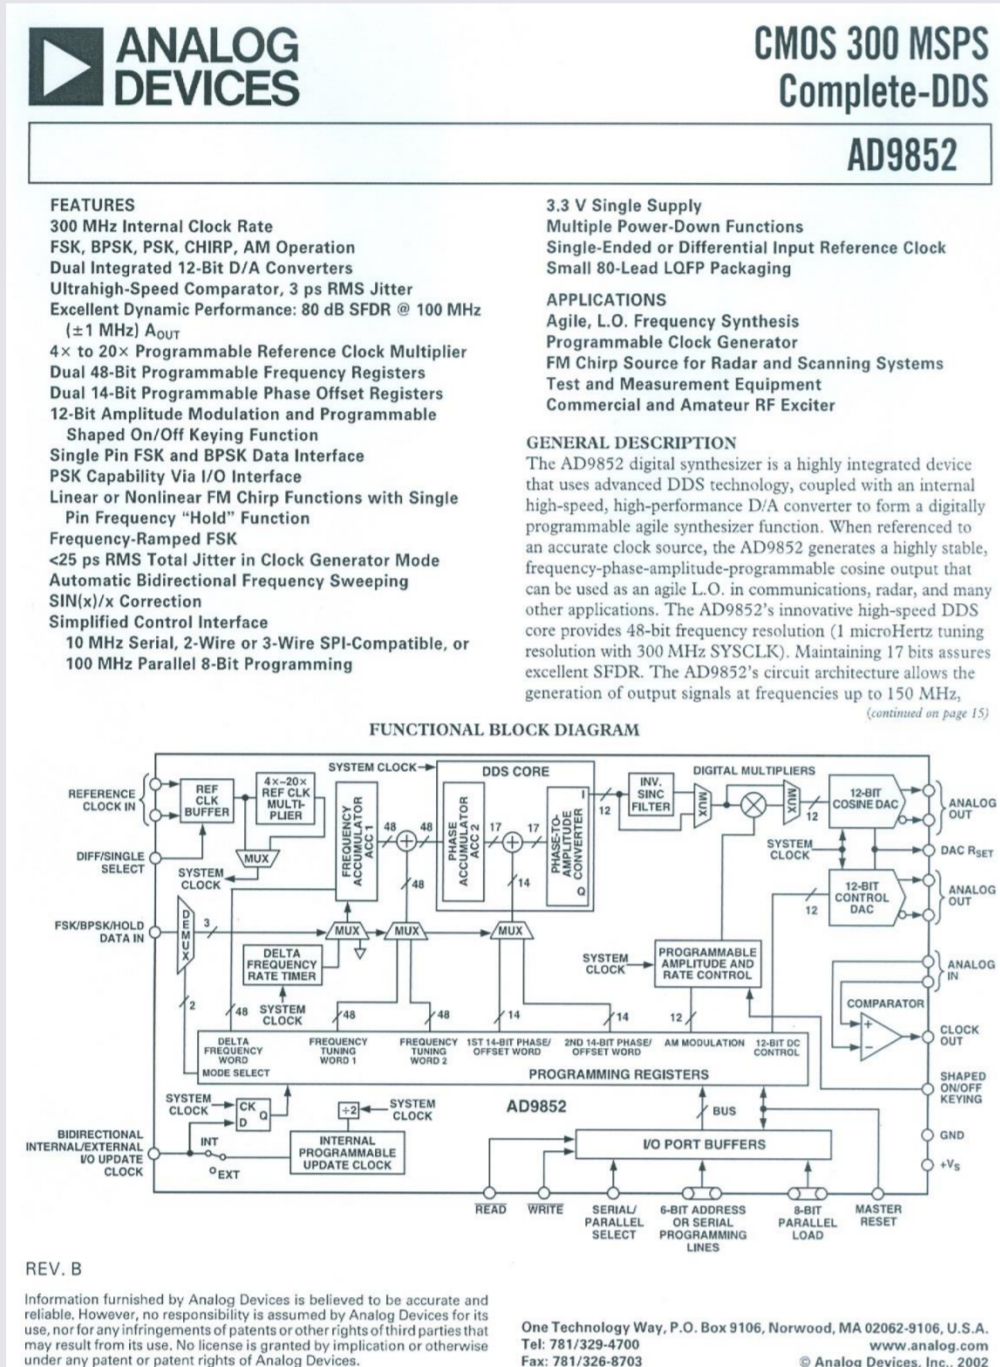 ANALOG
DEVICES
CMOS 300 MSPS
Complete-DDS
AD9852
FEATURES
300 MHz Internal Clock Rate
FSK, BPSK, PSK, CHIRP, AM Operation
Dual Integrated 12-Bit D/A Converters
Ultrahigh-Speed Comparator, 3 ps RMS Jitter
Excellent Dynamic Performance: 80 dB SFDR @ 100 MHz
(±1 MHz) AOUT
4× to 20× Programmable Reference Clock Multiplier
Dual 48-Bit Programmable Frequency Registers
Dual 14-Bit Programmable Phase Offset Registers
12-Bit Amplitude Modulation and Programmable
Shaped On/Off Keying Function
Single Pin FSK and BPSK Data Interface
PSK Capability Via I/O Interface
Linear or Nonlinear FM Chirp Functions with Single
Pin Frequency “Hold” Function
Frequency-Ramped FSK
<25 ps RMS Total Jitter in Clock Generator Mode
Automatic Bidirectional Frequency Sweeping
SIN(x)/x Correction
Simplified Control Interface
10 MHz Serial, 2-Wire or 3-Wire SPI-Compatible, or
100 MHz Parallel 8-Bit Programming
3.3 V Single Supply
Multiple Power-Down Functions
Single-Ended or Differential Input Reference Clock
Small 80-Lead LQFP Packaging
APPLICATIONS
Agile, L.O. Frequency Synthesis
Programmable Clock Generator
FM Chirp Source for Radar and Scanning Systems
Test and Measurement Equipment
Commercial and Amateur RF Exciter
GENERAL DESCRIPTION
The AD9852 digital synthesizer is a highly integrated device
that uses advanced DDS technology, coupled with an internal
high-speed, high-performance D/A converter to form a digitally
programmable agile synthesizer function. When referenced to
an accurate clock source, the AD9852 generates a highly stable,
frequency-phase-amplitude-programmable cosine output that
can be used as an agile L.O. in communications, radar, and many
other applications. The AD9852’s innovative high-speed DDS
core provides 48-bit frequency resolution (1 microHertz tuning
resolution with 300 MHz SYSCLK). Maintaining 17 bits assures
excellent SFDR. The AD9852’s circuit architecture allows the
generation of output signals at frequencies up to 150 MHz,
(continued on page 15)
FUNCTIONAL BLOCK DIAGRAM
REFERENCE
CLOCK IN
REF
CLK
BUFFER
4×–20×
REF CLK
MULTI-
PLIER
MUX
SYSTEM
CLOCK
DIFF/SINGLE
SELECT
SYSTEM CLOCK
DDS CORE
FREQUENCY
ACCUMULATOR
ACC 1
48
48
PHASE
ACCUMULATOR
ACC 2
17
17
PHASE-TO-
AMPLITUDE
CONVERTER
I
Q
48
14
12
INV.
SINC
FILTER
MUX
DIGITAL MULTIPLIERS
MUX
12
12-BIT
COSINE DAC
ANALOG
OUT
SYSTEM
CLOCK
DAC RSET
12
12-BIT
CONTROL
DAC
ANALOG
OUT
FSK/BPSK/HOLD
DATA IN
DEMUX
3
MUX
MUX
MUX
DELTA
FREQUENCY
RATE TIMER
SYSTEM
CLOCK
SYSTEM
CLOCK
PROGRAMMABLE
AMPLITUDE AND
RATE CONTROL
ANALOG
IN
COMPARATOR
+
−
CLOCK
OUT
2
48
48
48
14
14
12
DELTA
FREQUENCY
WORD
FREQUENCY
TUNING
WORD 1
FREQUENCY
TUNING
WORD 2
1ST 14-BIT PHASE/
OFFSET WORD
2ND 14-BIT PHASE/
OFFSET WORD
AM MODULATION
12-BIT DC
CONTROL
MODE SELECT
PROGRAMMING REGISTERS
SHAPED
ON/OFF
KEYING
SYSTEM
CLOCK
CK
Q
D
÷2
SYSTEM
CLOCK
AD9852
BUS
BIDIRECTIONAL
INTERNAL/EXTERNAL
I/O UPDATE
CLOCK
INT
EXT
INTERNAL
PROGRAMMABLE
UPDATE CLOCK
I/O PORT BUFFERS
GND
+VS
READ
WRITE
SERIAL/
PARALLEL
SELECT
6-BIT ADDRESS
OR SERIAL
PROGRAMMING
LINES
8-BIT
PARALLEL
LOAD
MASTER
RESET
REV. B
Information furnished by Analog Devices is believed to be accurate and
reliable. However, no responsibility is assumed by Analog Devices for its
use, nor for any infringements of patents or other rights of third parties that
may result from its use. No license is granted by implication or otherwise
under any patent or patent rights of Analog Devices.
One Technology Way, P.O. Box 9106, Norwood, MA 02062-9106, U.S.A.
Tel: 781/329-4700
www.analog.com
Fax: 781/326-8703
© Analog Devices, Inc., 2002